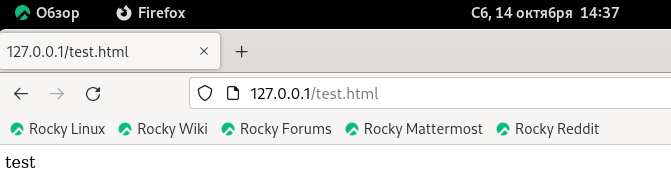 Обзор Firefox Сб, 14 октября 14:37
127.0.0.1/test.html
127.0.0.1/test.html
Rocky Linux Rocky Wiki Rocky Forums Rocky Mattermost Rocky Reddit
test